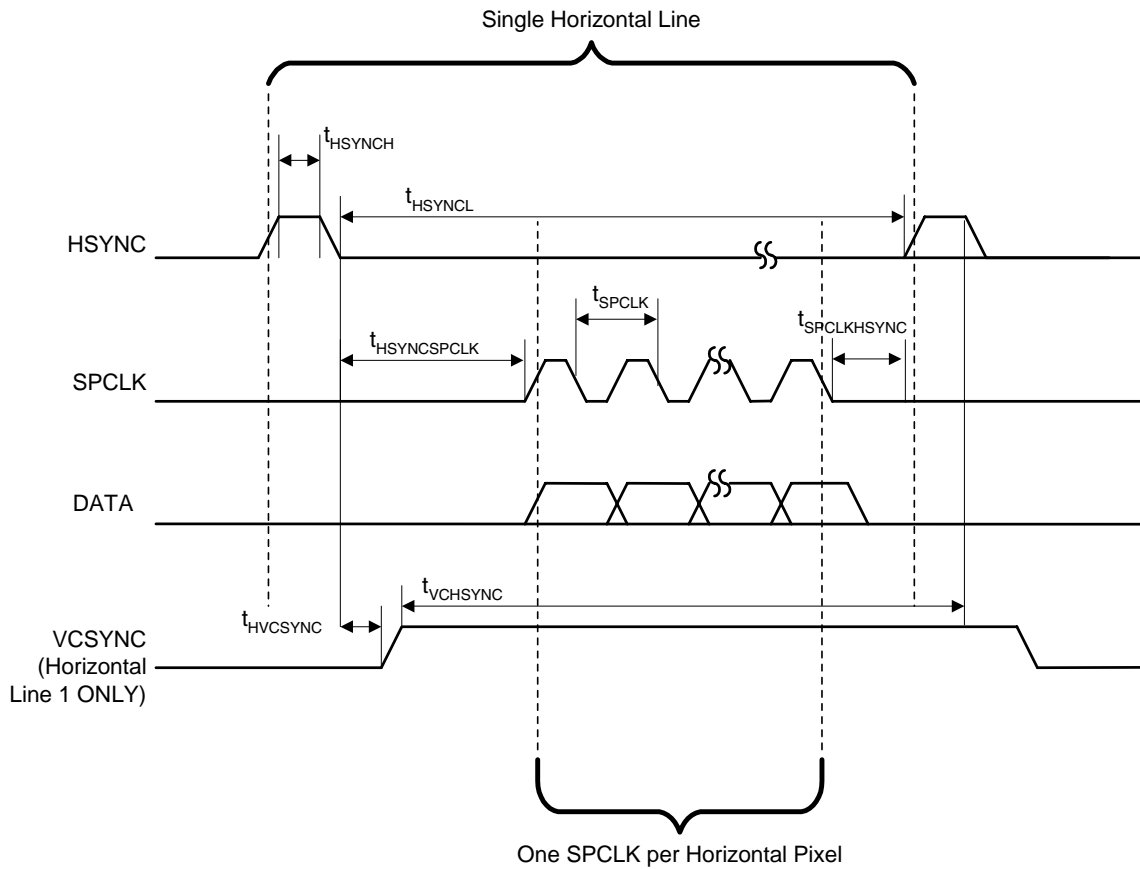 Single Horizontal Line
tHSYNCH
tHSYNCL
HSYNC
tSPCLK
tSPCLKHSYNC
tHSYNCSPCLK
SPCLK
DATA
tVCHSYNC
tHVCSYNC
VCSYNC
(Horizontal
Line 1 ONLY)
One SPCLK per Horizontal Pixel